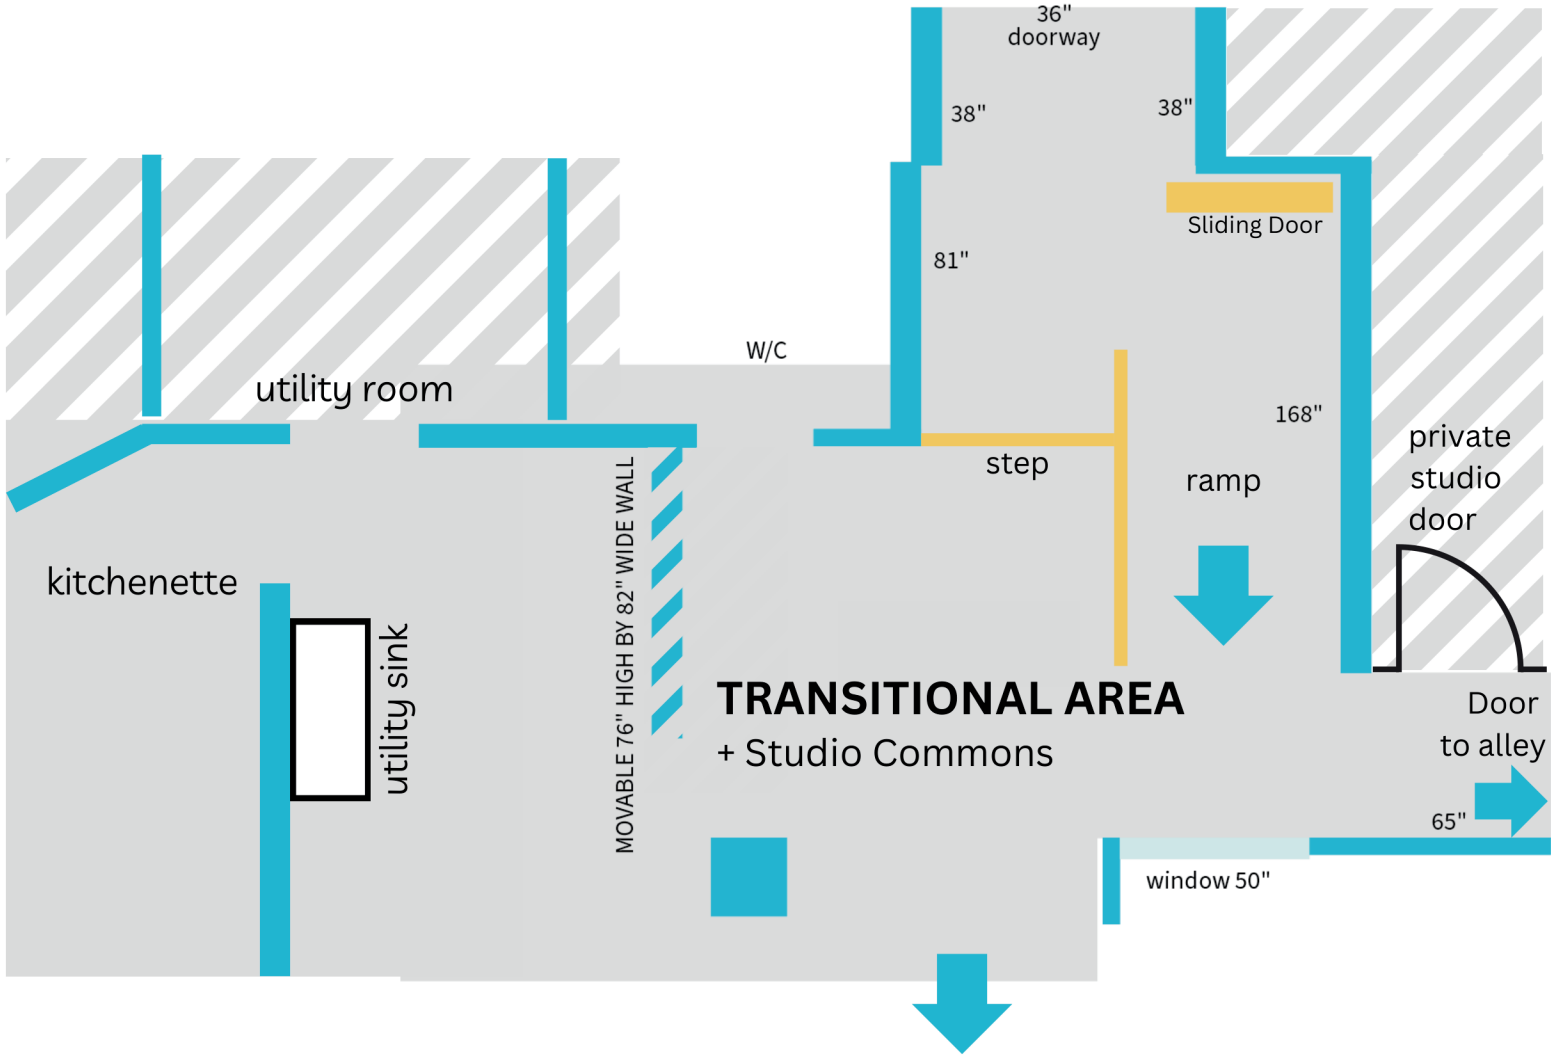 36"
doorway
38"
38"
Sliding Door
81"
W/C
utility room
168"
private
studio
door
step
ramp
MOVABLE 76" HIGH BY 82" WIDE WALL
kitchenette
utility sink
TRANSITIONAL AREA
+ Studio Commons
Door
to alley
65"
window 50"